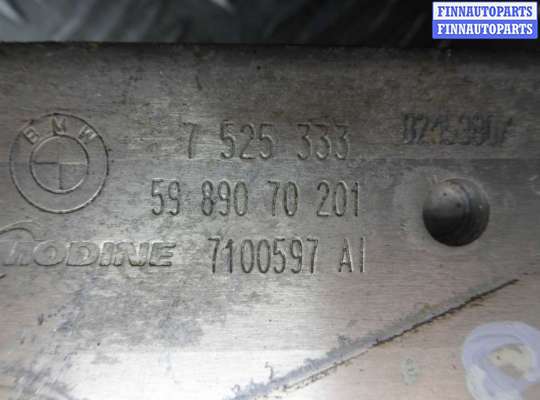 FINNAUTOPARTS
FINNAUTOPARTS
BMW
7 525 333
59 890 70 201
MODINE
7100597 AI